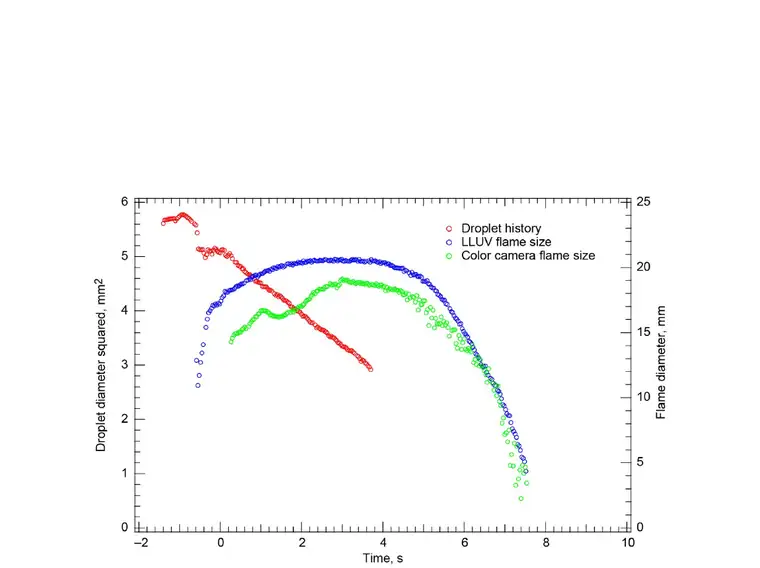 6
5
4
3
2
1
0
Droplet diameter squared, mm2
25
20
15
10
5
0
Flame diameter, mm
Droplet history
LLUV flame size
Color camera flame size
–2 0 2 4 6 8 10
Time, s